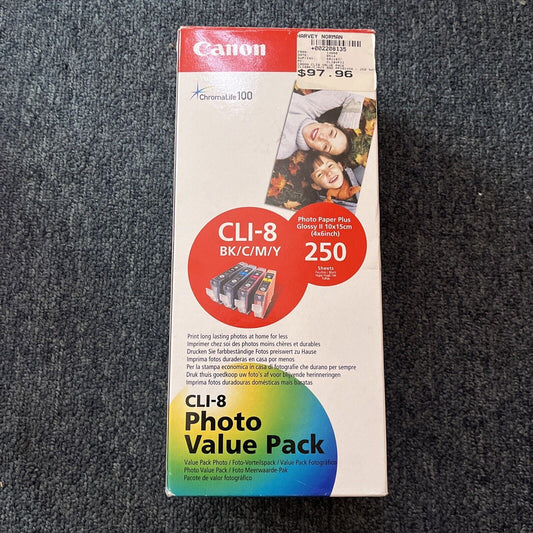 Canon
HARVEY NORMAN
+002206135
$97.96
ChromaLife100
CLI-8
BK/C/M/Y
Photo Paper Plus
Glossy II 10x15cm
(4x6inch)
250
Sheets
Print long lasting photos at home for less
Imprimer chez soi des photos moins chères et durables
Drucken Sie farbbeständige Fotos preiswert zu Hause
Imprima fotos duraderas en casa por menos
Per la stampa economica in casa di fotografie che durano per sempre
Druk thuis goedkoop uw foto's af voor blijvende herinneringen
Imprima fotos duradouras domésticas mais baratas
CLI-8
Photo
Value Pack
Value Pack Photo / Foto-Vorteilspack / Value Pack Fotográfico
Photo Value Pack / Foto Meerwaarde-Pak
Pacote de valor fotográfico